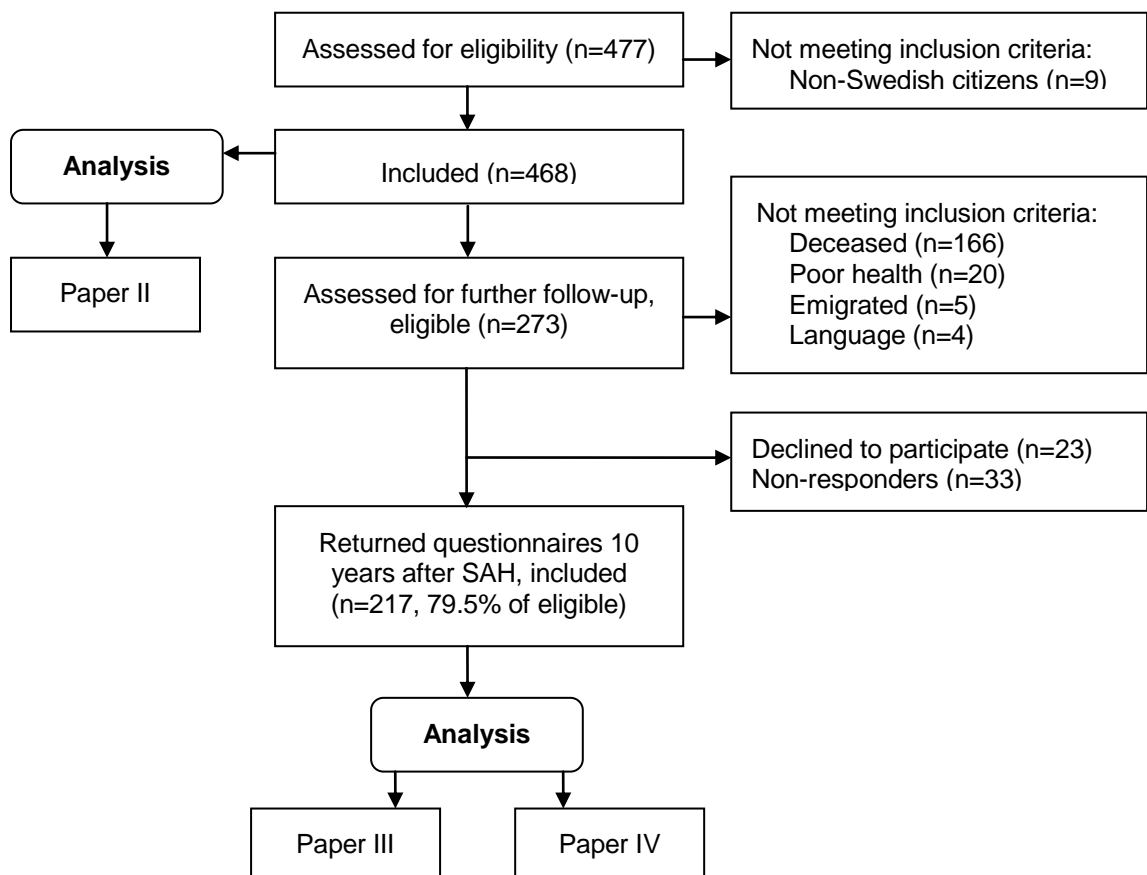 Assessed for eligibility (n=477)
Not meeting inclusion criteria:
Non-Swedish citizens (n=9)
Analysis
Included (n=468)
Paper II
Assessed for further follow-up,
eligible (n=273)
Not meeting inclusion criteria:
Deceased (n=166)
Poor health (n=20)
Emigrated (n=5)
Language (n=4)
Declined to participate (n=23)
Non-responders (n=33)
Returned questionnaires 10
years after SAH, included
(n=217, 79.5% of eligible)
Analysis
Paper III
Paper IV